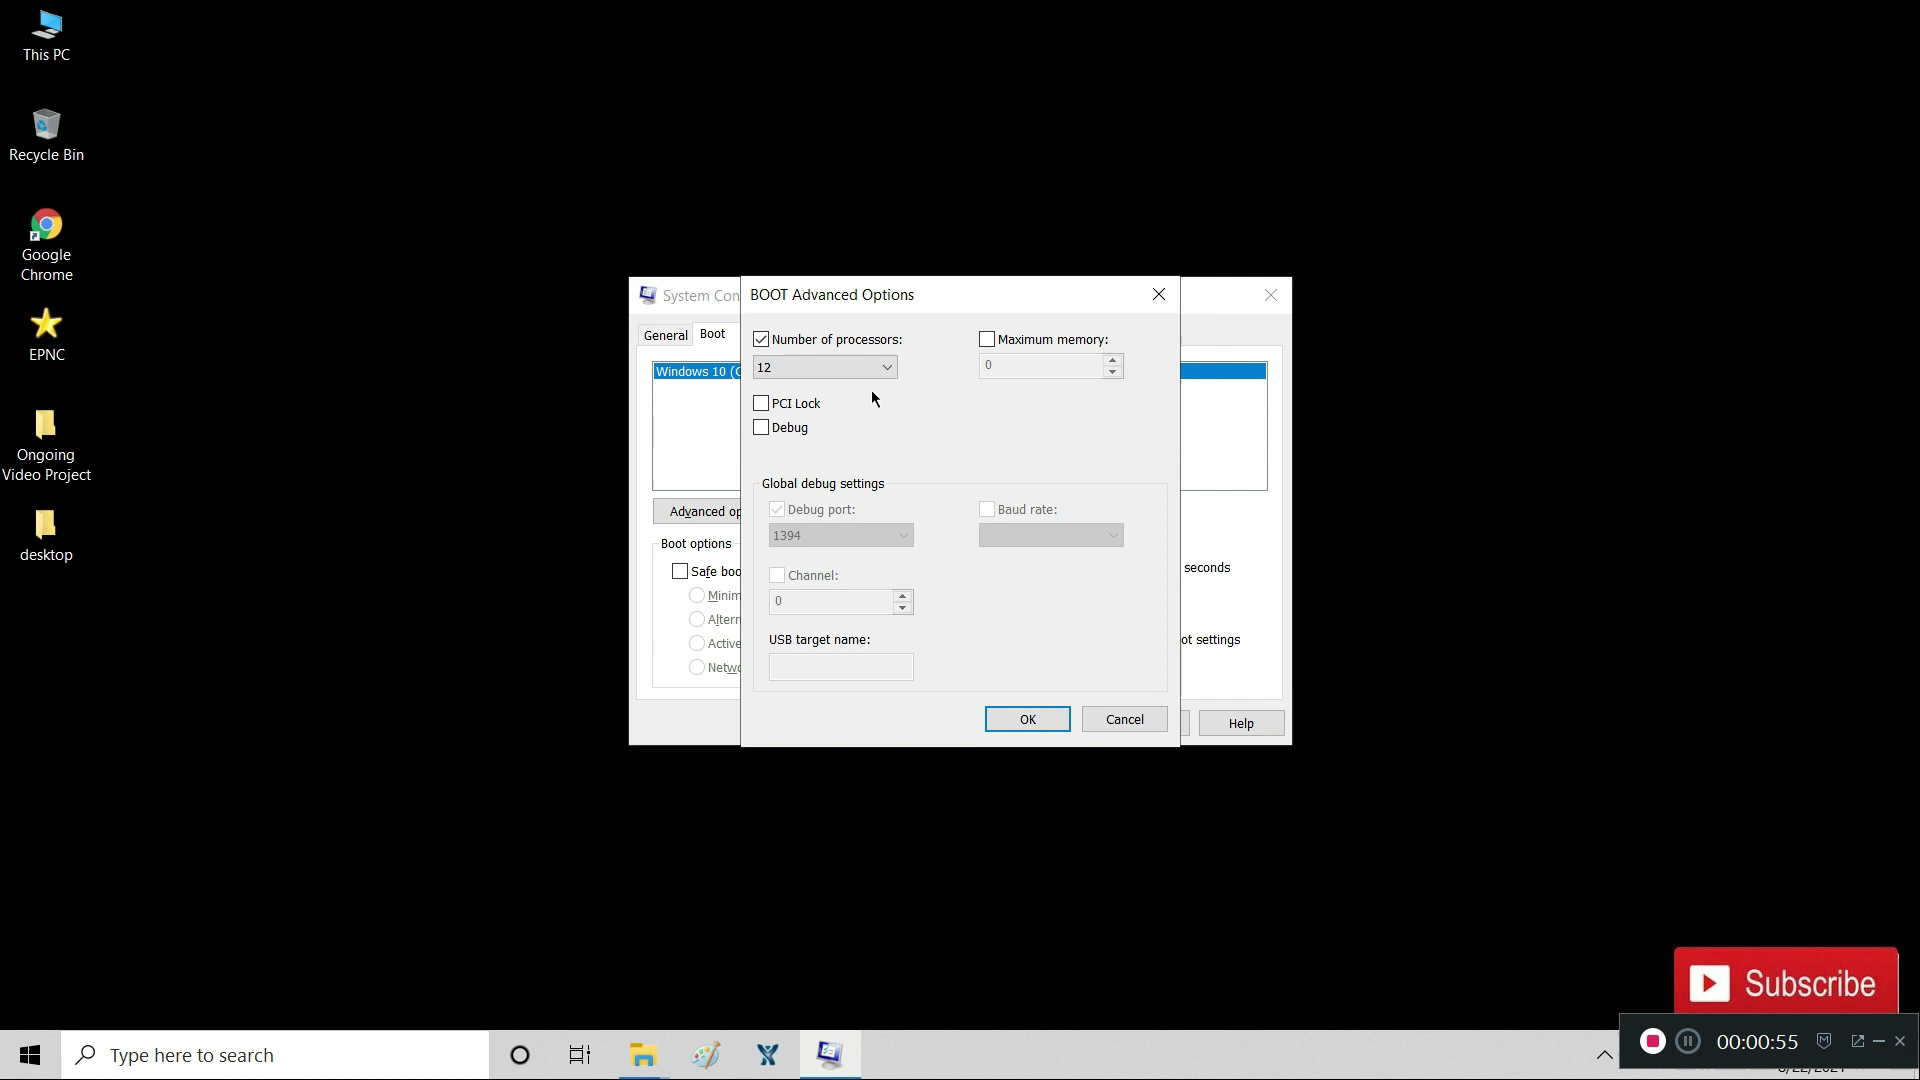 This PC
Recycle Bin
Google
Chrome
EPNC
Ongoing
Video Project
desktop
System Con
BOOT Advanced Options
General
Boot
Windows 10 (C
Number of processors:
Maximum memory:
12
0
PCI Lock
Debug
Global debug settings
Debug port:
Baud rate:
1394
Channel:
0
USB target name:
OK
Cancel
Advanced op
Boot options
Safe boo
Minim
Altern
Active
Netwo
seconds
ot settings
Help
Subscribe
Type here to search
00:00:55